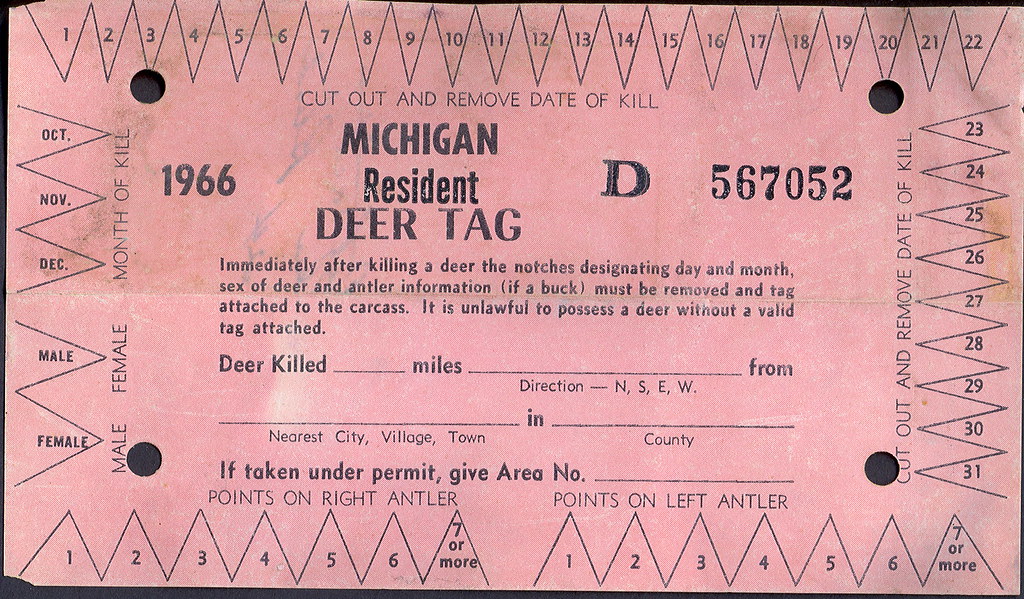 1 2 3 4 5 6 7 8 9 10 11 12 13 14 15 16 17 18 19 20 21 22
CUT OUT AND REMOVE DATE OF KILL
OCT.
NOV.
DEC.
MONTH OF KILL
MALE
FEMALE
MALE FEMALE
MICHIGAN
1966 Resident D 567052
DEER TAG
Immediately after killing a deer the notches designating day and month,
sex of deer and antler information (if a buck) must be removed and tag
attached to the carcass. It is unlawful to possess a deer without a valid
tag attached.
Deer Killed ______ miles ______ from
Direction — N, S, E, W.
______ in ______
Nearest City, Village, Town County
If taken under permit, give Area No. ______
CUT OUT AND REMOVE DATE OF KILL
23
24
25
26
27
28
29
30
31
POINTS ON RIGHT ANTLER POINTS ON LEFT ANTLER
1 2 3 4 5 6 7 or more 1 2 3 4 5 6 7 or more